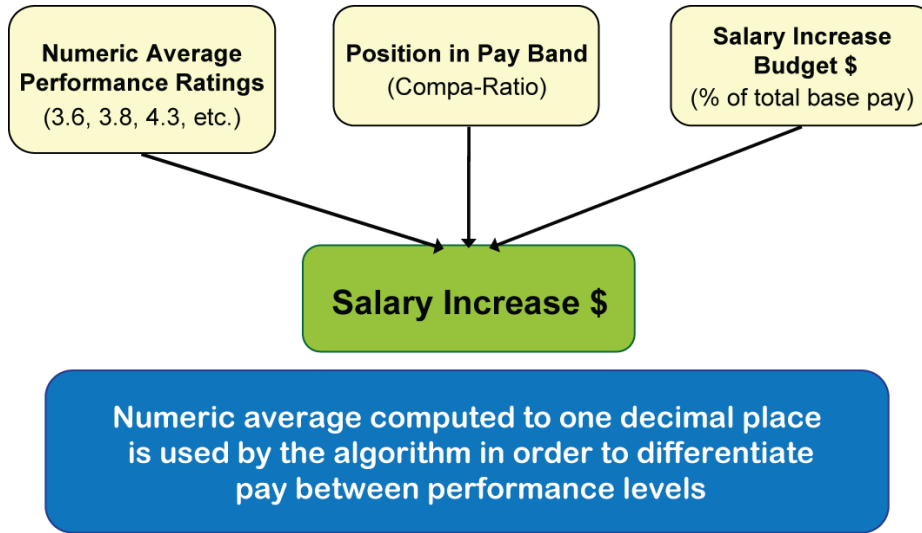 Numeric Average
Performance Ratings
(3.6, 3.8, 4.3, etc.)
Position in Pay Band
(Compa-Ratio)
Salary Increase
Budget $
(% of total base pay)
Salary Increase $
Numeric average computed to one decimal place
is used by the algorithm in order to differentiate
pay between performance levels